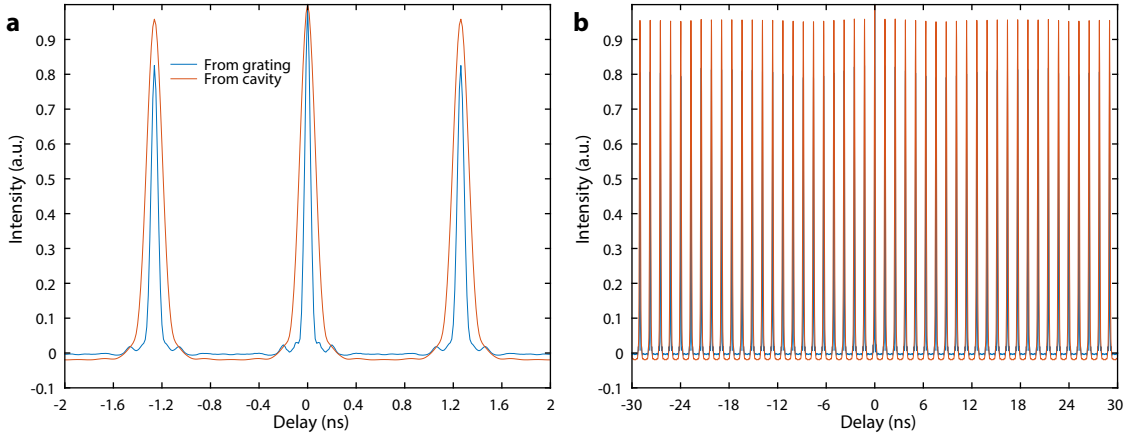 a
Intensity (a.u.)
0.9
0.8
0.7
0.6
0.5
0.4
0.3
0.2
0.1
0
-0.1
From grating
From cavity
-2 -1.6 -1.2 -0.8 -0.4 0 0.4 0.8 1.2 1.6 2
Delay (ns)
b
Intensity (a.u.)
0.9
0.8
0.7
0.6
0.5
0.4
0.3
0.2
0.1
0
-0.1
-30 -24 -18 -12 -6 0 6 12 18 24 30
Delay (ns)